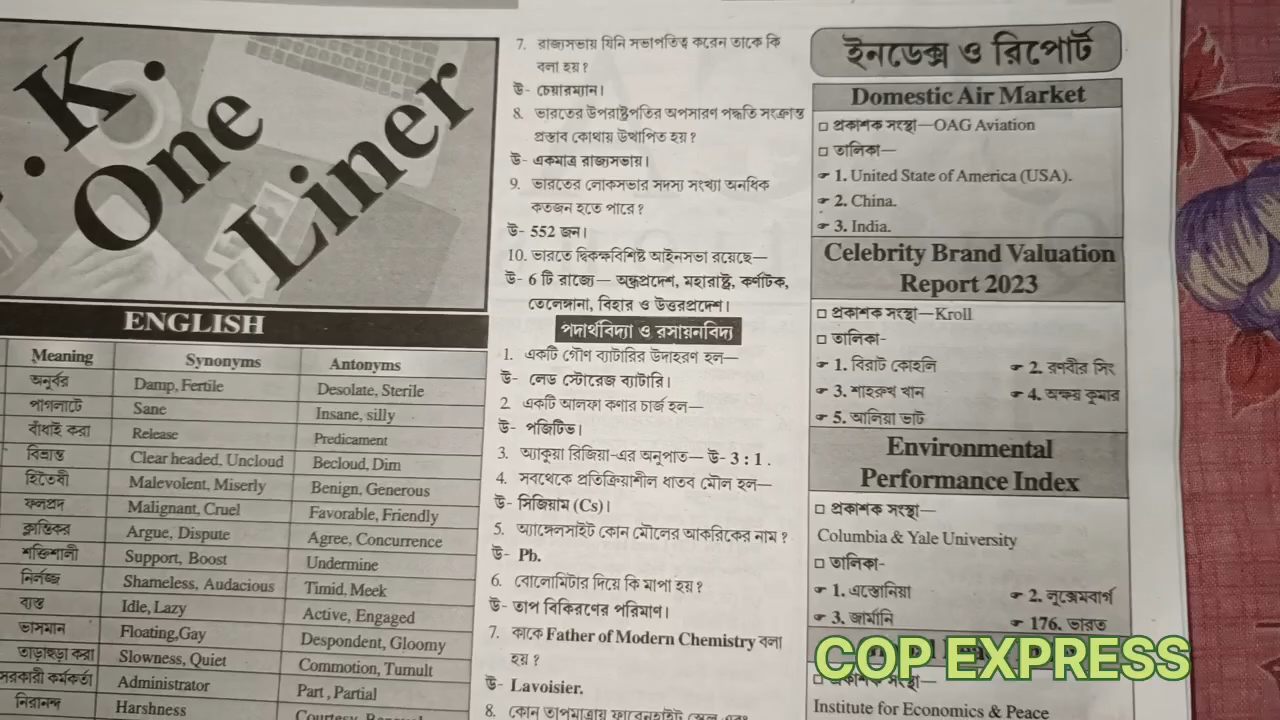 . K .
One
Liner
ENGLISH
Meaning Synonyms Antonyms
অনুর্বর Damp, Fertile Desolate, Sterile
পাগলাটে Sane Insane, silly
বাঁধাই করা Release Predicament
বিভ্রান্ত Clear headed, Uncloud Becloud, Dim
হিতৈষী Malevolent, Miserly Benign, Generous
ফলপ্রদ Malignant, Cruel Favorable, Friendly
ক্লান্তিকর Argue, Dispute Agree, Concurrence
শক্তিশালী Support, Boost Undermine
নির্লজ্জ Shameless, Audacious Timid, Meek
ব্যস্ত Idle, Lazy Active, Engaged
ভাসমান Floating,Gay Despondent, Gloomy
তাড়াহুড়া করা Slowness, Quiet Commotion, Tumult
সরকারী কর্মকর্তা Administrator Part , Partial
নিরানন্দ Harshness
7. রাজ্যসভায় যিনি সভাপতিত্ব করেন তাকে কি
বলা হয় ?
উ- চেয়ারম্যান।
8. ভারতের উপরাষ্ট্রপতির অপসারণ পদ্ধতি সংক্রান্ত
প্রস্তাব কোথায় উত্থাপিত হয় ?
উ- একমাত্র রাজ্যসভায়।
9. ভারতের লোকসভার সদস্য সংখ্যা অনধিক
কতজন হতে পারে ?
উ- 552 জন।
10. ভারতে দ্বিকক্ষবিশিষ্ট আইনসভা রয়েছে—
উ- 6 টি রাজ্যে— অন্ধ্রপ্রদেশ, মহারাষ্ট্র, কর্ণাটক,
তেলেঙ্গানা, বিহার ও উত্তরপ্রদেশ।
পদার্থবিদ্যা ও রসায়নবিদ্য
1. একটি গৌণ ব্যাটারির উদাহরণ হল—
উ- লেড স্টোরেজ ব্যাটারি।
2 একটি আলফা কণার চার্জ হল—
উ- পজিটিভ।
3. অ্যাকুয়া রিজিয়া-এর অনুপাত— উ- 3 : 1 .
4. সবথেকে প্রতিক্রিয়াশীল ধাতব মৌল হল—
উ- সিজিয়াম (Cs)।
5. অ্যাঙ্গেলসাইট কোন মৌলের আকরিকের নাম ?
উ- Pb.
6. বোলোমিটার দিয়ে কি মাপা হয় ?
উ- তাপ বিকিরণের পরিমাণ।
7. কাকে Father of Modern Chemistry বলা
হয় ?
উ- Lavoisier.
8. কোন তাপমাত্রায় ফারেনহাইট স্কেল এবং
ইনডেক্স ও রিপোর্ট
Domestic Air Market
□ প্রকাশক সংস্থা—OAG Aviation
□ তালিকা—
☞ 1. United State of America (USA).
☞ 2. China.
☞ 3. India.
Celebrity Brand Valuation
Report 2023
□ প্রকাশক সংস্থা—Kroll
□ তালিকা-
☞ 1. বিরাট কোহলি ☞ 2. রণবীর সিং
☞ 3. শাহরুখ খান ☞ 4. অক্ষয় কুমার
☞ 5. আলিয়া ভাট
Environmental
Performance Index
□ প্রকাশক সংস্থা—
Columbia & Yale University
□ তালিকা-
☞ 1. এস্তোনিয়া ☞ 2. লুক্সেমবার্গ
☞ 3. জার্মানি ☞ 176. ভারত
COP EXPRESS
□ প্রকাশক সংস্থা—
Institute for Economics & Peace